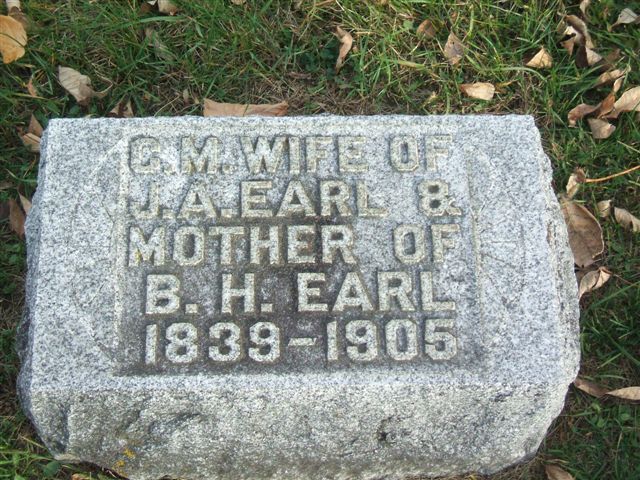 C.M. WIFE OF
J.A. EARL &
MOTHER OF
B. H. EARL
1839-1905